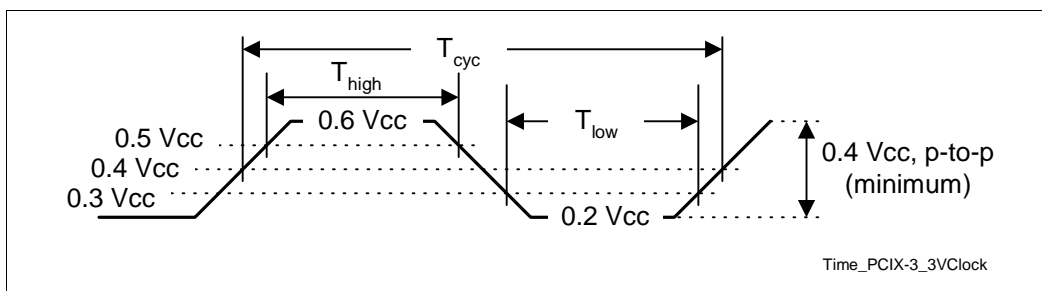 T_cyc
T_high
0.6 Vcc
T_low
0.5 Vcc
0.4 Vcc
0.3 Vcc
0.2 Vcc
0.4 Vcc, p-to-p
(minimum)
Time_PCIX-3_3VClock